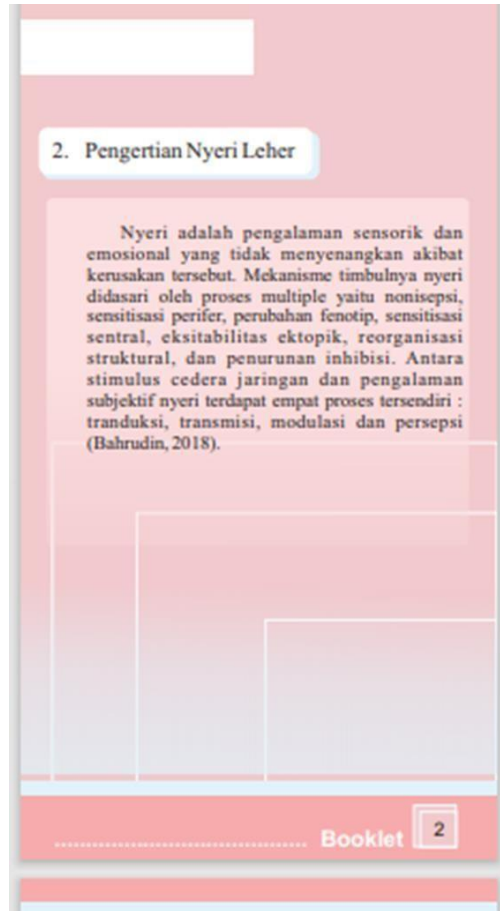 2. Pengertian Nyeri Leher
Nyeri adalah pengalaman sensorik dan
emosional yang tidak menyenangkan akibat
kerusakan tersebut. Mekanisme timbulnya nyeri
didasari oleh proses multiple yaitu nonisepsi,
sensitisasi perifer, perubahan fenotip, sensitisasi
sentral, eksitabilitas ektopik, reorganisasi
struktural, dan penurunan inhibisi. Antara
stimulus cedera jaringan dan pengalaman
subjektif nyeri terdapat empat proses tersendiri :
tranduksi, transmisi, modulasi dan persepsi
(Bahrudin, 2018).
........................................ Booklet 2